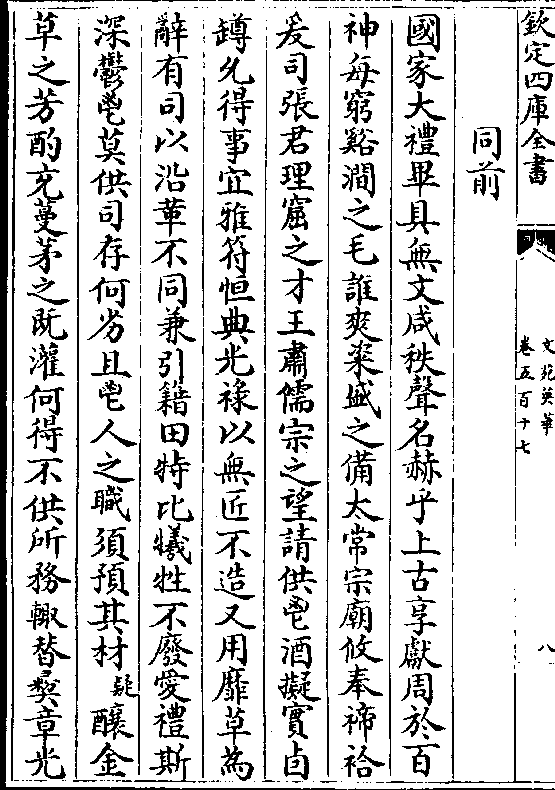 同前
國家大禮畢具無文咸秩聲名赫乎上古享獻周於百
神每窮谿澗之毛誰爽粢盛之備太常宗廟攸奉禘祫
爰司張君理窟之才王肅儒宗之望請供鬯酒擬實卣
罇允得事宜雅符恒典光祿以無匠不造又用靡草為
辭有司以沿革不同兼引籍田特比犧牲不廢愛禮斯
深鬱鬯莫供司存何劣且鬯人之職須預其材疑釀金
草之芳酌充蔓茅之既灌何得不供所務輙替彜章光
欽定四庫全書
文苑英華
卷五百十七
八